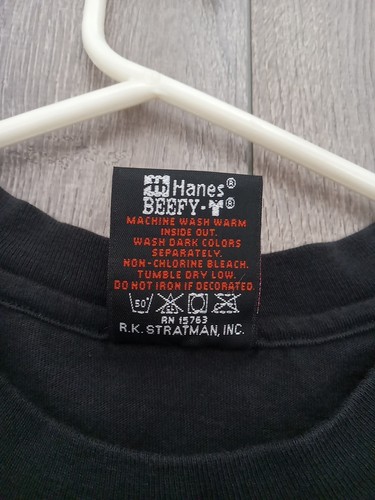 Hanes®
BEEFY-T®
MACHINE WASH WARM
INSIDE OUT.
WASH DARK COLORS
SEPARATELY.
NON-CHLORINE BLEACH.
TUMBLE DRY LOW.
DO NOT IRON IF DECORATED.
50°
RN 15763
R.K. STRATMAN, INC.